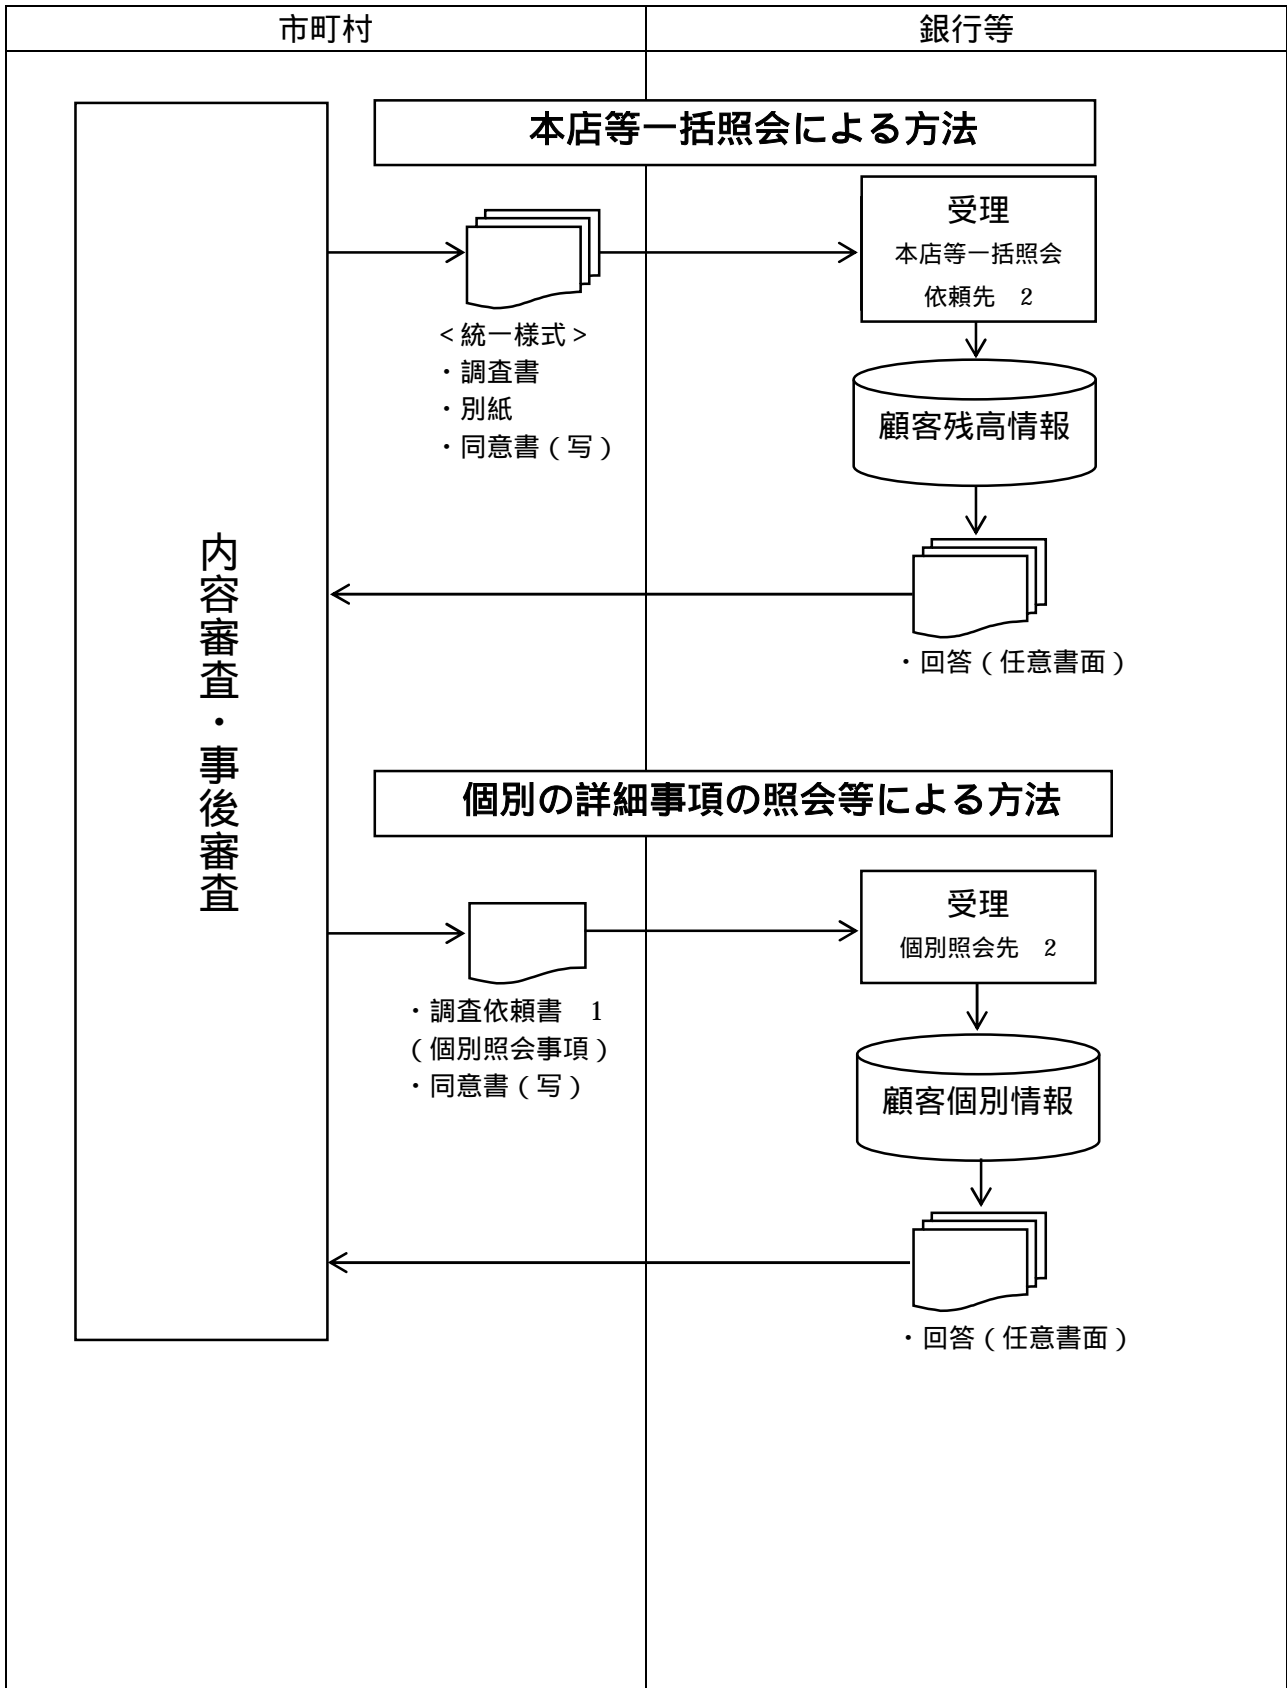 市町村
銀行等
内容審査・事後審査
本店等一括照会による方法
受理
本店等一括照会
依頼先　2
<統一様式>
・調査書
・別紙
・同意書（写）
顧客残高情報
・回答（任意書面）
個別の詳細事項の照会等による方法
受理
個別照会先　2
・調査依頼書　1
（個別照会事項）
・同意書（写）
顧客個別情報
・回答（任意書面）